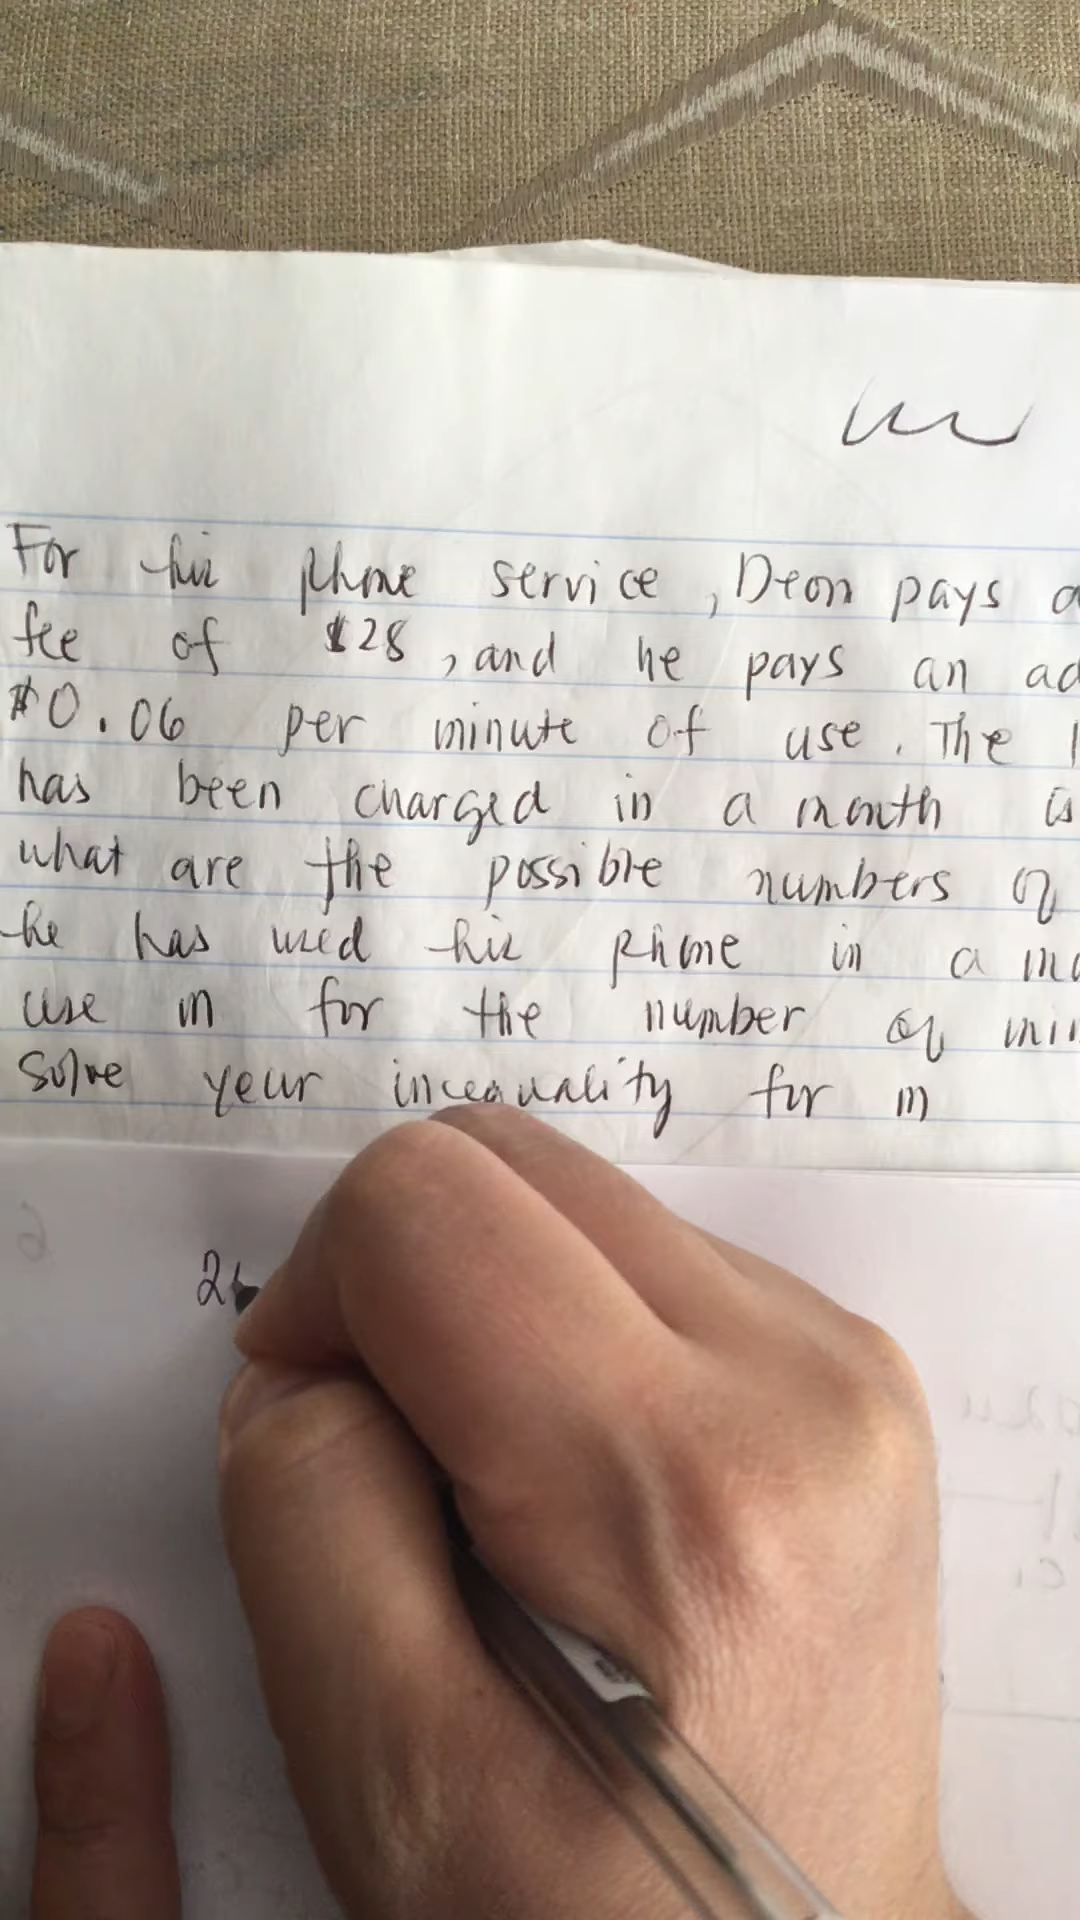 For his phone service, Deon pays a
fee of $28, and he pays an ad
$0.06 per minute of use. The l
has been charged in a month is
what are the possible numbers of
he has used his phone in a mo
use m for the number of min
Solve your inequality for m